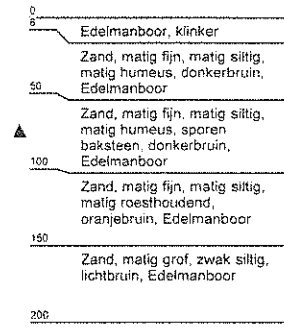 0
8
Edelmanboor, klinker
Zand, matig fijn, matig siltig,
matig humeus, donkerbruin,
Edelmanboor
50
Zand, matig fijn, matig siltig,
matig humeus, sporen
baksteen, donkerbruin,
Edelmanboor
100
Zand, matig fijn, matig siltig,
matig roesthoudend,
oranjebruin, Edelmanboor
150
Zand, matig grof, zwak siltig,
lichtbruin, Edelmanboor
200